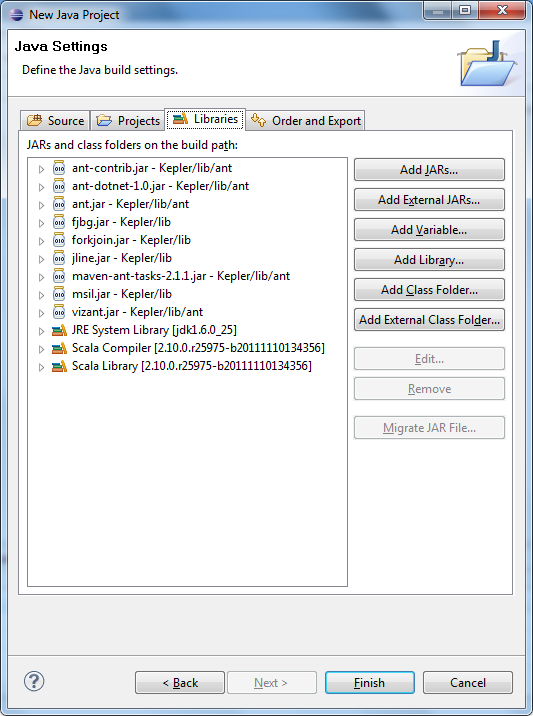 New Java Project
Java Settings
Define the Java build settings.
Source Projects Libraries Order and Export
JARs and class folders on the build path:
ant-contrib.jar - Kepler/lib/ant
ant-dotnet-1.0.jar - Kepler/lib/ant
ant.jar - Kepler/lib/ant
fjbg.jar - Kepler/lib
forkjoin.jar - Kepler/lib
jline.jar - Kepler/lib
maven-ant-tasks-2.1.1.jar - Kepler/lib/ant
msil.jar - Kepler/lib
vizant.jar - Kepler/lib/ant
JRE System Library [jdk1.6.0_25]
Scala Compiler [2.10.0.r25975-b20111110134356]
Scala Library [2.10.0.r25975-b20111110134356]
Add JARs...
Add External JARs...
Add Variable...
Add Library...
Add Class Folder...
Add External Class Folder...
Edit...
Remove
Migrate JAR File...
? < Back Next > Finish Cancel